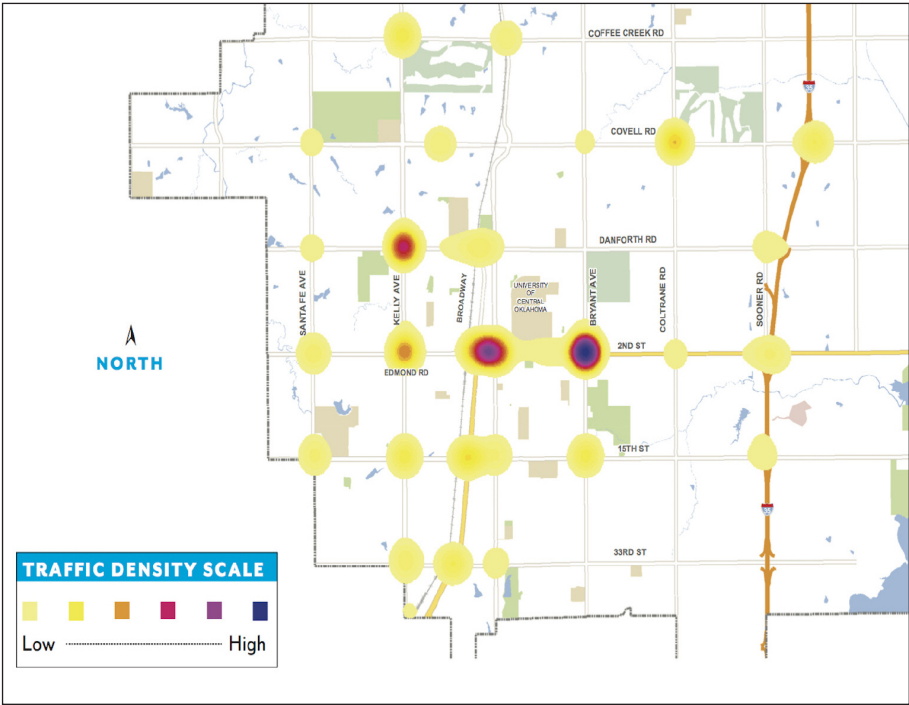 COFFEE CREEK RD
COVELL RD
DANFORTH RD
SANTA FE AVE
KELLY AVE
BROADWAY
UNIVERSITY
OF
CENTRAL
OKLAHOMA
BRYANT AVE
COLTRANE RD
SOONER RD
2ND ST
NORTH
EDMOND RD
15TH ST
33RD ST
TRAFFIC DENSITY SCALE
Low High